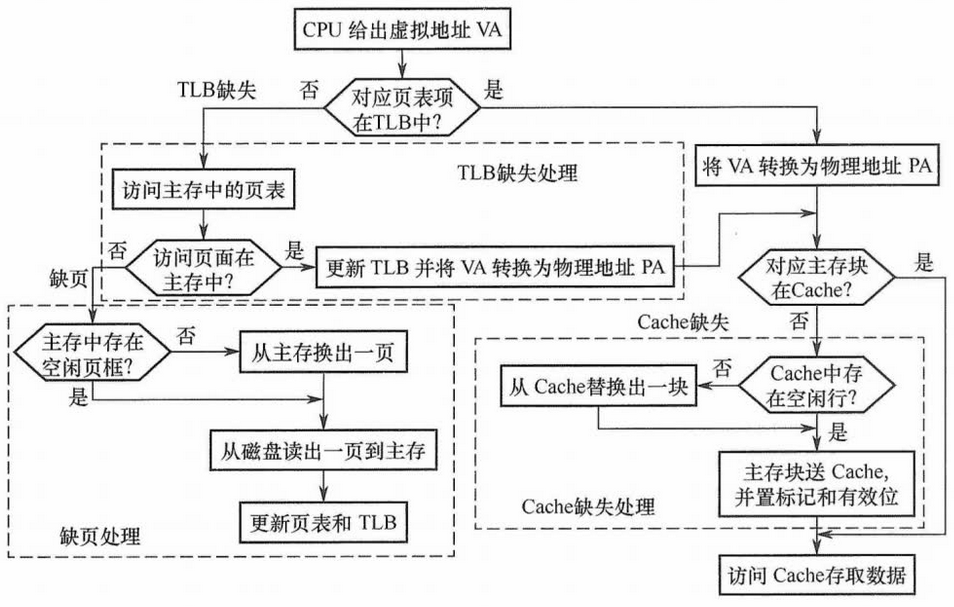 CPU 给出虚拟地址 VA
TLB缺失
否
对应页表项
在TLB中?
是
TLB缺失处理
访问主存中的页表
将 VA 转换为物理地址 PA
否
访问页面在
主存中?
是
更新 TLB 并将 VA 转换为物理地址 PA
缺页
对应主存块
在Cache?
是
Cache缺失
否
主存中存在
空闲页框?
否
从主存换出一页
是
从 Cache替换出一块
否
Cache中存
在空闲行?
是
从磁盘读出一页到主存
主存块送 Cache,
并置标记和有效位
Cache缺失处理
更新页表和 TLB
缺页处理
访问 Cache存取数据